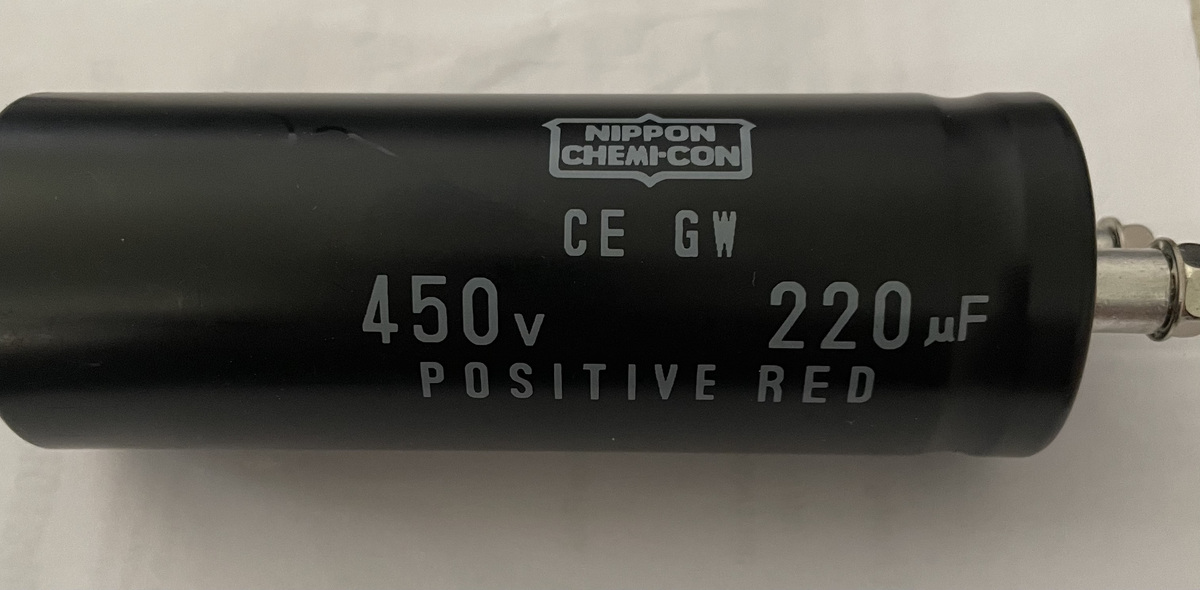 NIPPON
CHEMI-CON
CE GW
450v 220µF
POSITIVE RED